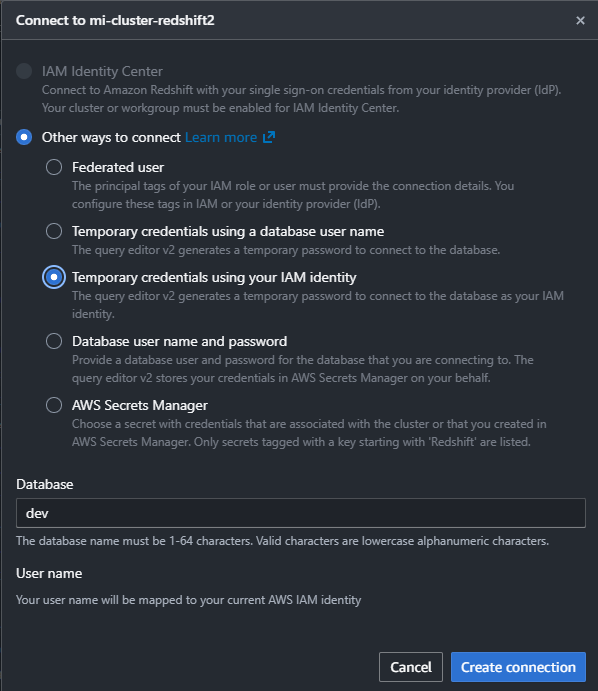 Connect to mi-cluster-redshift2
IAM Identity Center
Connect to Amazon Redshift with your single sign-on credentials from your identity provider (IdP).
Your cluster or workgroup must be enabled for IAM Identity Center.
Other ways to connect Learn more
Federated user
The principal tags of your IAM role or user must provide the connection details. You
configure these tags in IAM or your identity provider (IdP).
Temporary credentials using a database user name
The query editor v2 generates a temporary password to connect to the database.
Temporary credentials using your IAM identity
The query editor v2 generates a temporary password to connect to the database as your IAM
identity.
Database user name and password
Provide a database user and password for the database that you are connecting to. The
query editor v2 stores your credentials in AWS Secrets Manager on your behalf.
AWS Secrets Manager
Choose a secret with credentials that are associated with the cluster or that you created in
AWS Secrets Manager. Only secrets tagged with a key starting with 'Redshift' are listed.
Database
dev
The database name must be 1-64 characters. Valid characters are lowercase alphanumeric characters.
User name
Your user name will be mapped to your current AWS IAM identity
Cancel Create connection